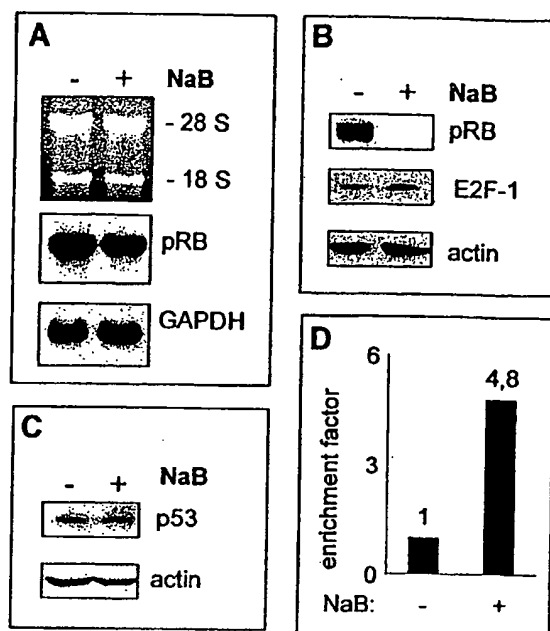 A
- + NaB
- 28 S
- 18 S
pRB
GAPDH
B
- + NaB
pRB
E2F-1
actin
C
- + NaB
p53
actin
D
enrichment factor
6
4,8
3
1
0
NaB: - +